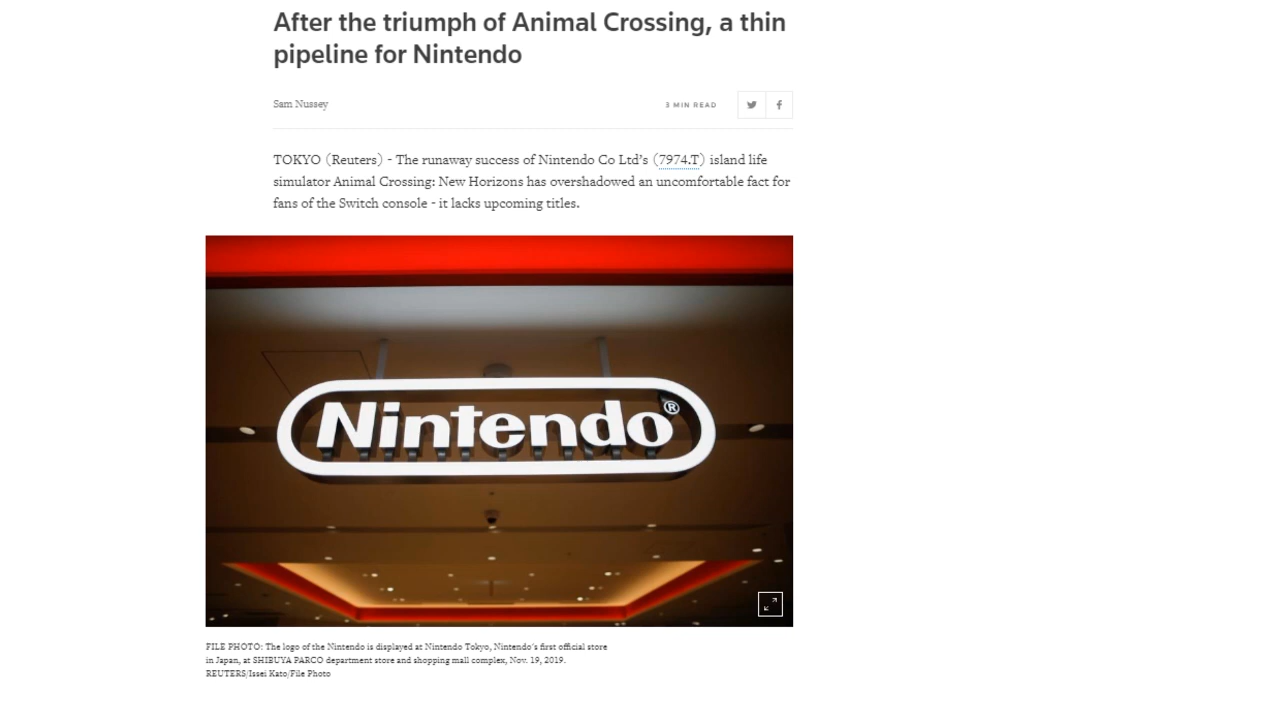 After the triumph of Animal Crossing, a thin
pipeline for Nintendo
Sam Nussey
3 MIN READ
TOKYO (Reuters) - The runaway success of Nintendo Co Ltd’s (7974.T) island life
simulator Animal Crossing: New Horizons has overshadowed an uncomfortable fact for
fans of the Switch console - it lacks upcoming titles.
Nintendo®
FILE PHOTO: The logo of the Nintendo is displayed at Nintendo Tokyo, Nintendo's first official store
in Japan, at SHIBUYA PARCO department store and shopping mall complex, Nov. 19, 2019.
REUTERS/Issei Kato/File Photo